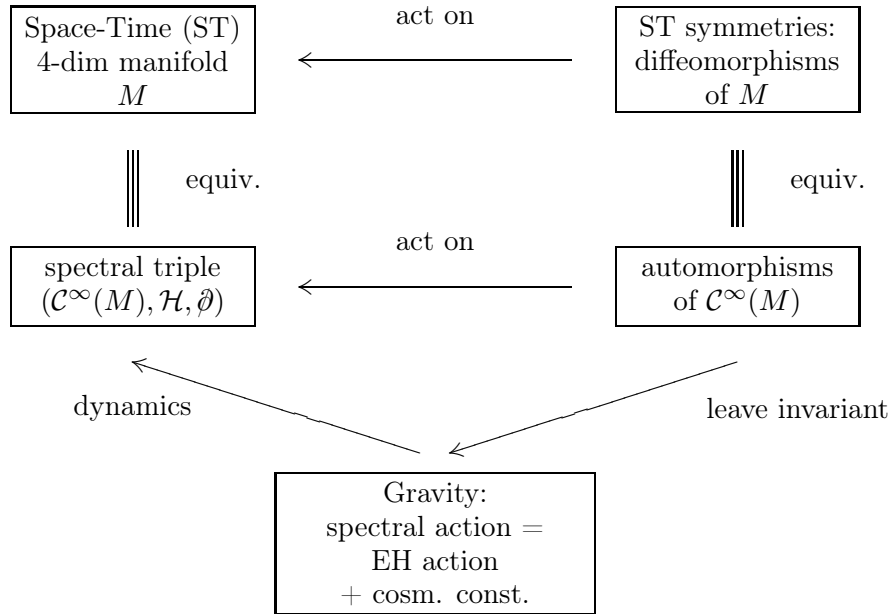 Space-Time (ST)
4-dim manifold
M
act on
ST symmetries:
diffeomorphisms
of M
equiv.
equiv.
spectral triple
(𝒞^∞(M), ℋ, ∂̸)
act on
automorphisms
of 𝒞^∞(M)
dynamics
leave invariant
Gravity:
spectral action =
EH action
+ cosm. const.